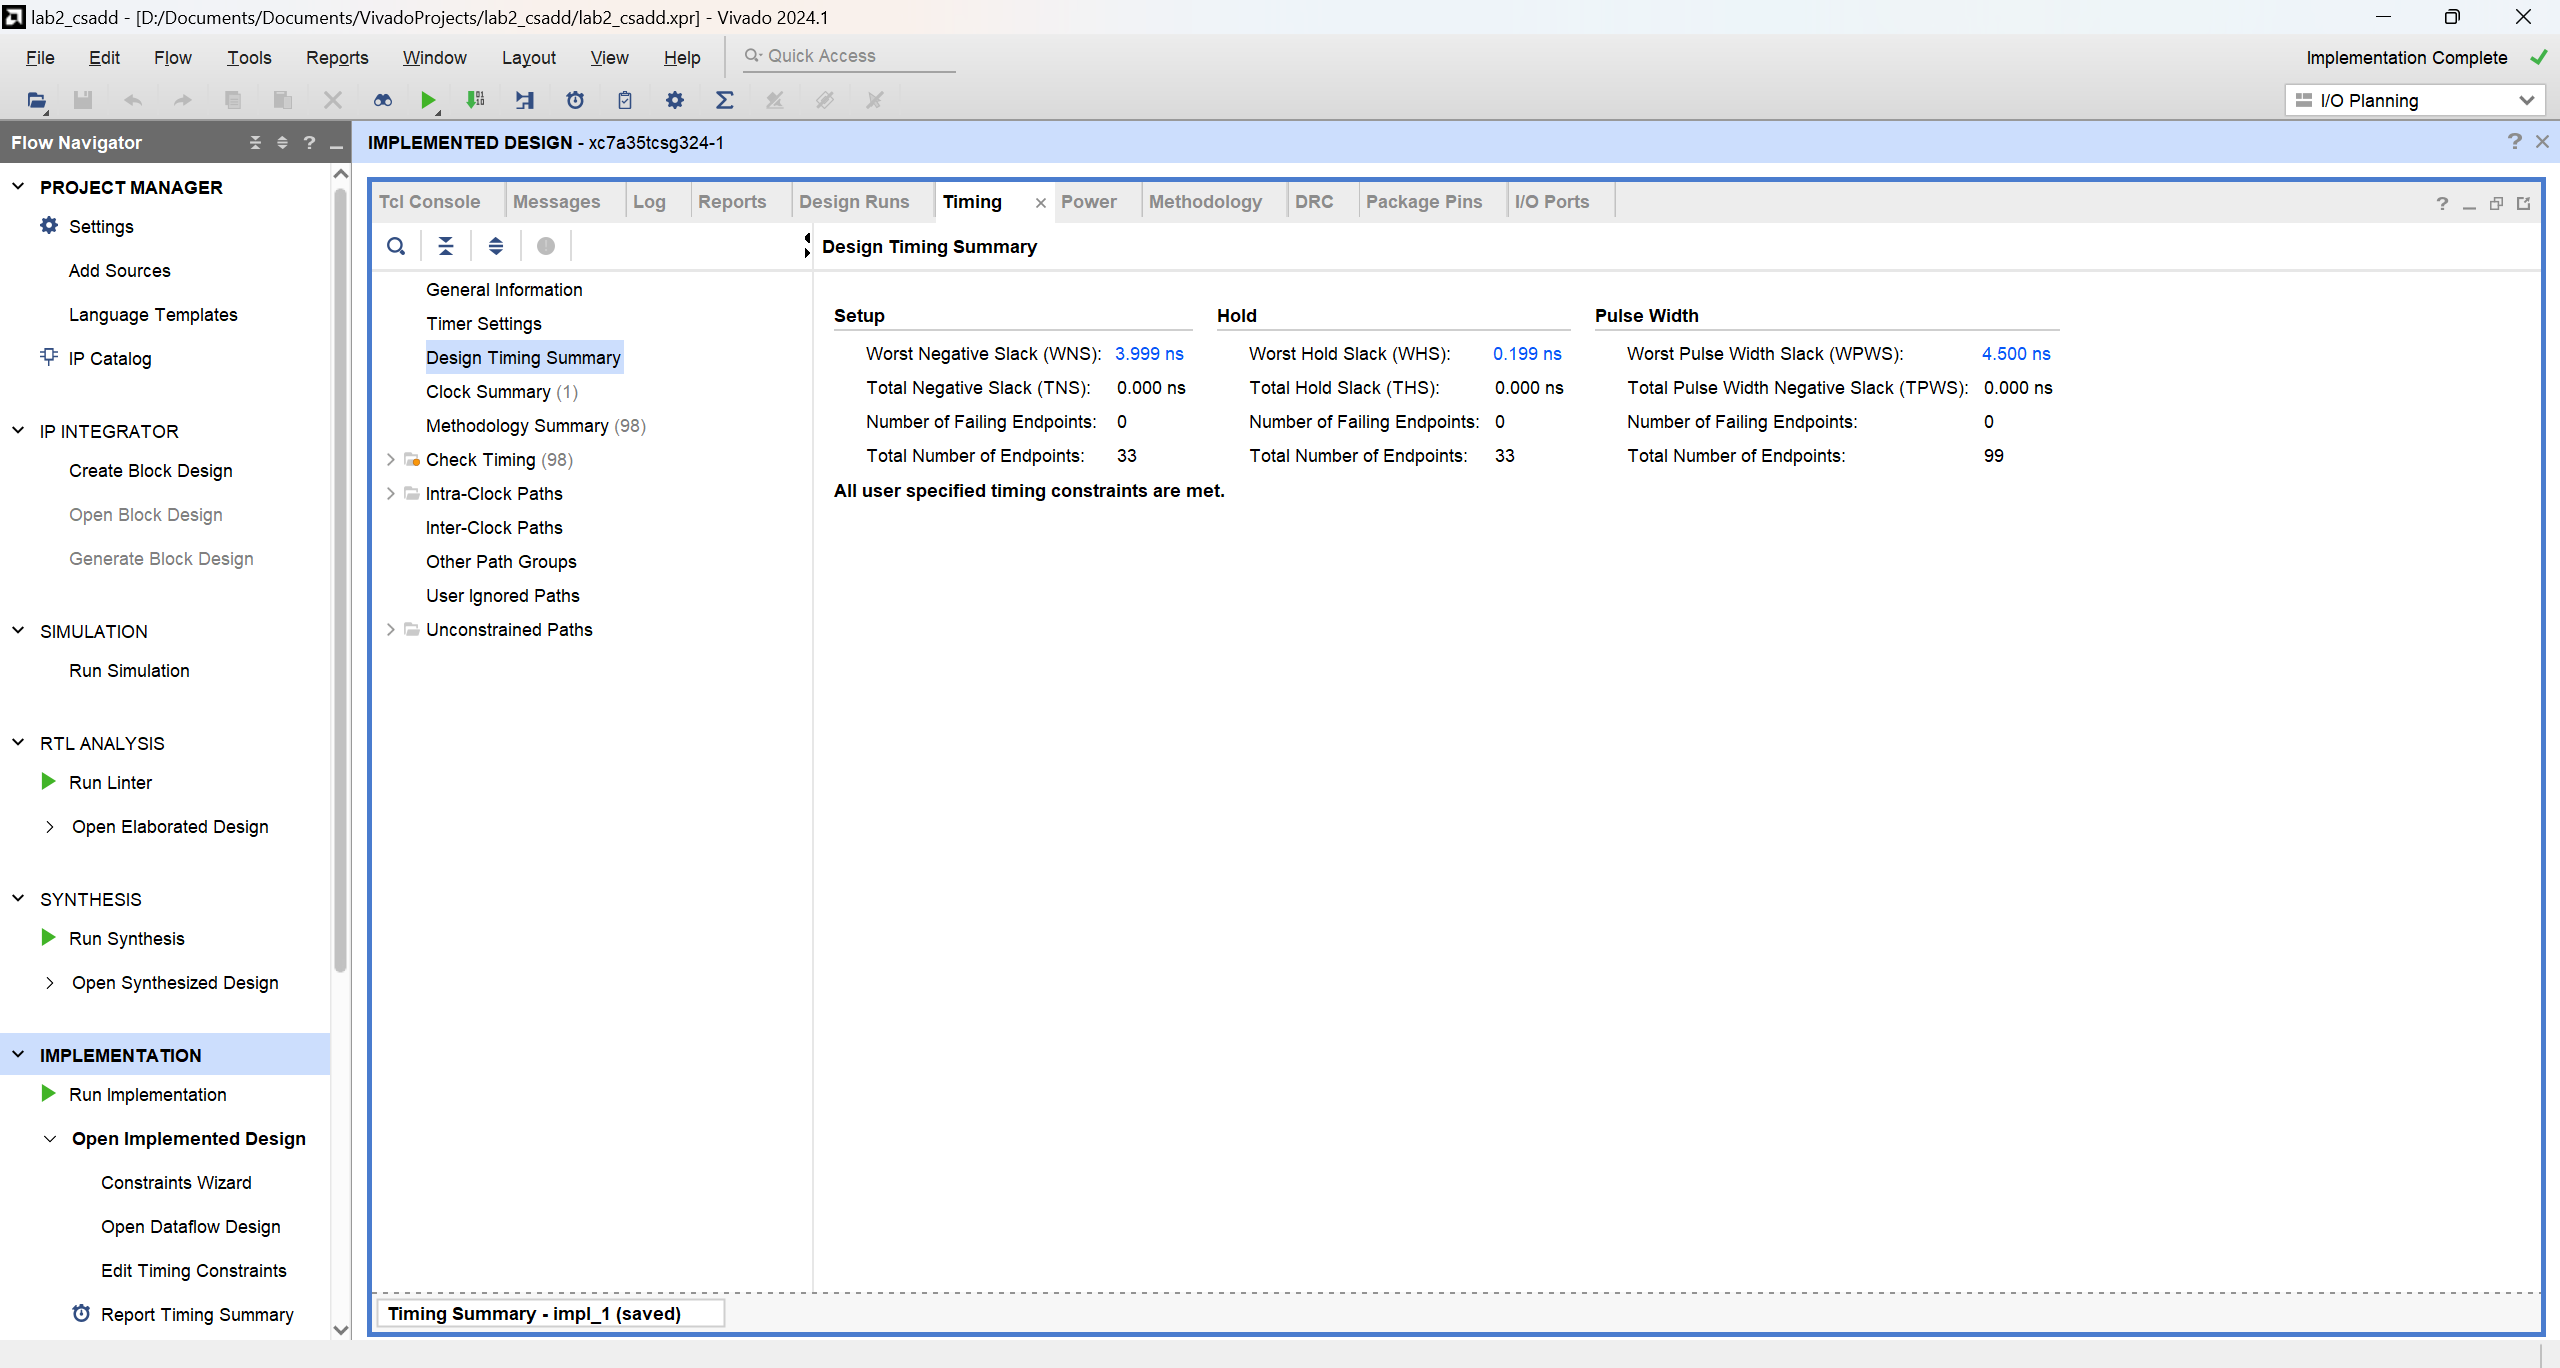 lab2_csadd - [D:/Documents/Documents/VivadoProjects/lab2_csadd/lab2_csadd.xpr] - Vivado 2024.1
File Edit Flow Tools Reports Window Layout View Help Quick Access Implementation Complete
I/O Planning
Flow Navigator
IMPLEMENTED DESIGN - xc7a35tcsg324-1
PROJECT MANAGER
Settings
Add Sources
Language Templates
IP Catalog
IP INTEGRATOR
Create Block Design
Open Block Design
Generate Block Design
SIMULATION
Run Simulation
RTL ANALYSIS
Run Linter
Open Elaborated Design
SYNTHESIS
Run Synthesis
Open Synthesized Design
IMPLEMENTATION
Run Implementation
Open Implemented Design
Constraints Wizard
Open Dataflow Design
Edit Timing Constraints
Report Timing Summary
Tcl Console Messages Log Reports Design Runs Timing Power Methodology DRC Package Pins I/O Ports
General Information
Timer Settings
Design Timing Summary
Clock Summary (1)
Methodology Summary (98)
Check Timing (98)
Intra-Clock Paths
Inter-Clock Paths
Other Path Groups
User Ignored Paths
Unconstrained Paths
Design Timing Summary
Setup Hold Pulse Width
Worst Negative Slack (WNS): 3.999 ns Worst Hold Slack (WHS): 0.199 ns Worst Pulse Width Slack (WPWS): 4.500 ns
Total Negative Slack (TNS): 0.000 ns Total Hold Slack (THS): 0.000 ns Total Pulse Width Negative Slack (TPWS): 0.000 ns
Number of Failing Endpoints: 0 Number of Failing Endpoints: 0 Number of Failing Endpoints: 0
Total Number of Endpoints: 33 Total Number of Endpoints: 33 Total Number of Endpoints: 99
All user specified timing constraints are met.
Timing Summary - impl_1 (saved)